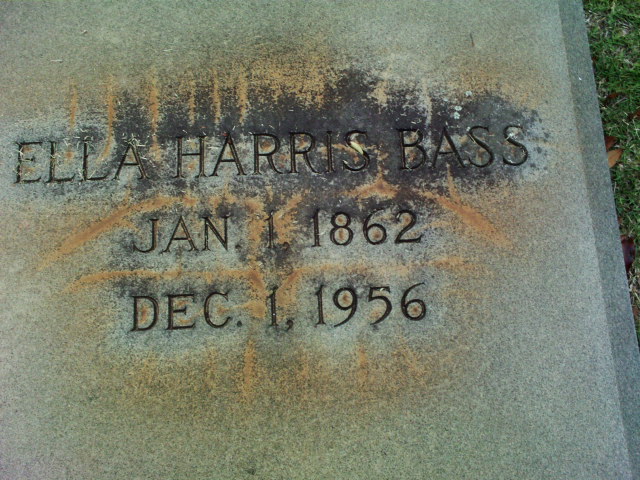 ELLA HARRIS BASS
JAN. 1, 1862
DEC. 1, 1956